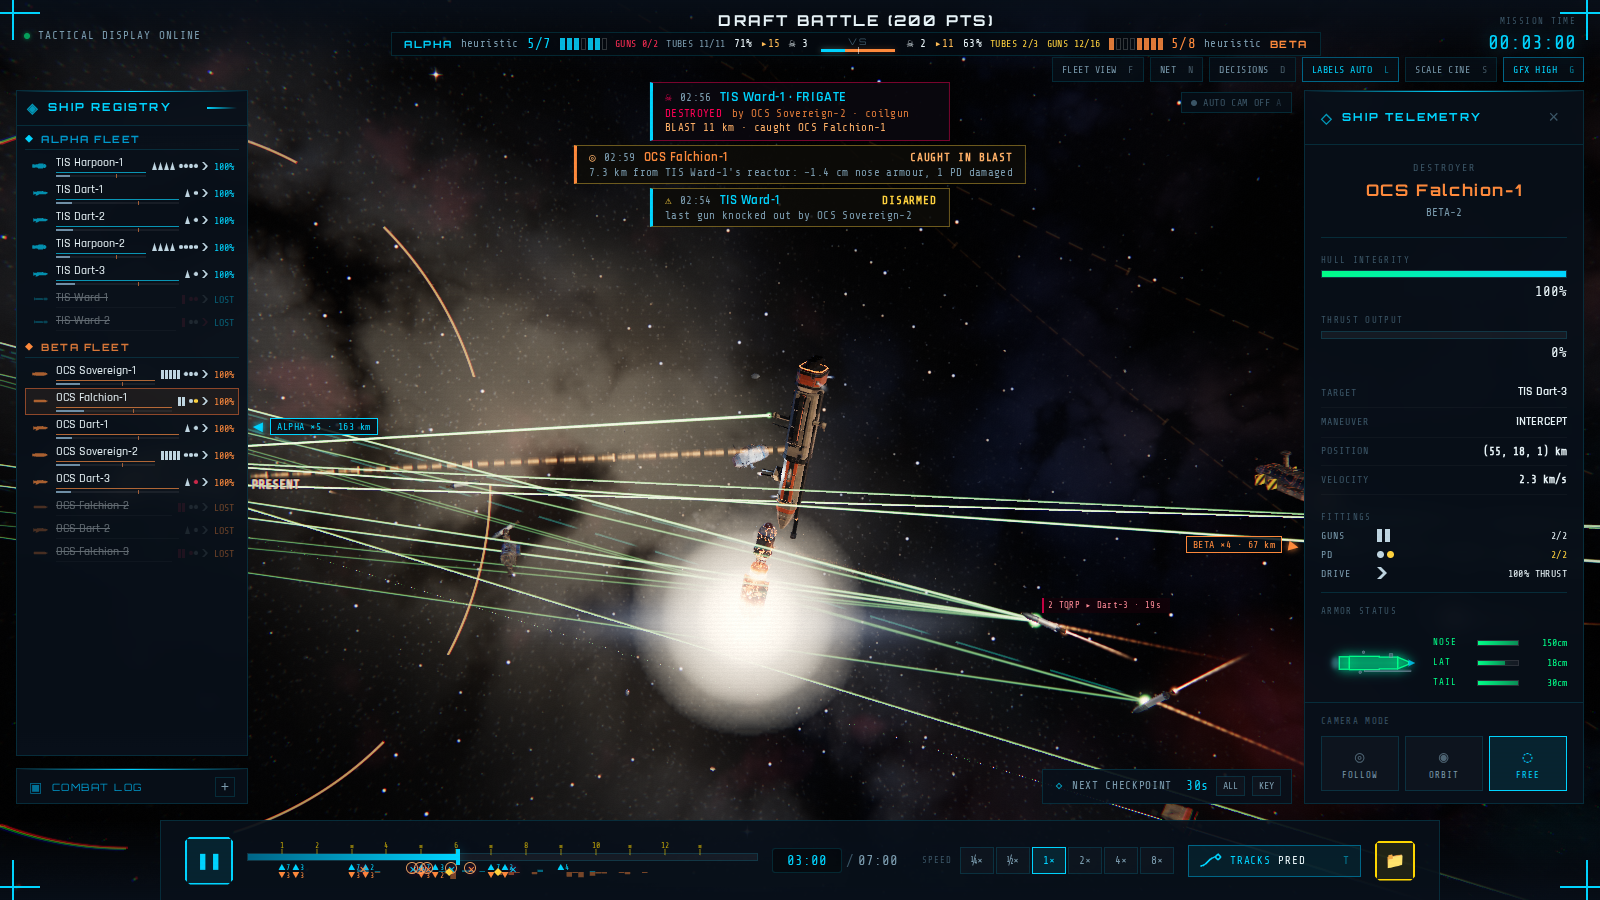 DRAFT BATTLE (200 PTS)
TACTICAL DISPLAY ONLINE
MISSION TIME
00:03:00
ALPHA heuristic 5/7 GUNS 0/2 TUBES 11/11 71% ▸15 ☠ 3 VS ☠ 2 ▸11 63% TUBES 2/3 GUNS 12/16 5/8 heuristic BETA
FLEET VIEW F
NET N
DECISIONS D
LABELS AUTO L
SCALE CINE S
GFX HIGH G
AUTO CAM OFF A
02:56 TIS Ward-1 · FRIGATE
DESTROYED by OCS Sovereign-2 · coilgun
BLAST 11 km · caught OCS Falchion-1
02:59 OCS Falchion-1 CAUGHT IN BLAST
7.3 km from TIS Ward-1's reactor: −1.4 cm nose armour, 1 PD damaged
02:54 TIS Ward-1 DISARMED
last gun knocked out by OCS Sovereign-2
SHIP REGISTRY
ALPHA FLEET
TIS Harpoon-1 100%
TIS Dart-1 100%
TIS Dart-2 100%
TIS Harpoon-2 100%
TIS Dart-3 100%
TIS Ward-1 LOST
TIS Ward-2 LOST
BETA FLEET
OCS Sovereign-1 100%
OCS Falchion-1 100%
OCS Dart-1 100%
OCS Sovereign-2 100%
OCS Dart-3 100%
OCS Falchion-2 LOST
OCS Dart-2 LOST
OCS Falchion-3 LOST
COMBAT LOG +
ALPHA ×5 · 163 km
PRESENT
BETA ×4 · 67 km
2 TORP ▸ Dart-3 · 19s
NEXT CHECKPOINT 30s ALL KEY
SHIP TELEMETRY ×
DESTROYER
OCS Falchion-1
BETA-2
HULL INTEGRITY
100%
THRUST OUTPUT
0%
TARGET TIS Dart-3
MANEUVER INTERCEPT
POSITION (55, 18, 1) km
VELOCITY 2.3 km/s
FITTINGS
GUNS 2/2
PD 2/2
DRIVE 100% THRUST
ARMOR STATUS
NOSE 150cm
LAT 18cm
TAIL 30cm
CAMERA MODE
FOLLOW
ORBIT
FREE
1 2 4 6 8 10 12
03:00 / 07:00
SPEED ¼× ½× 1× 2× 4× 8×
TRACKS PRED T